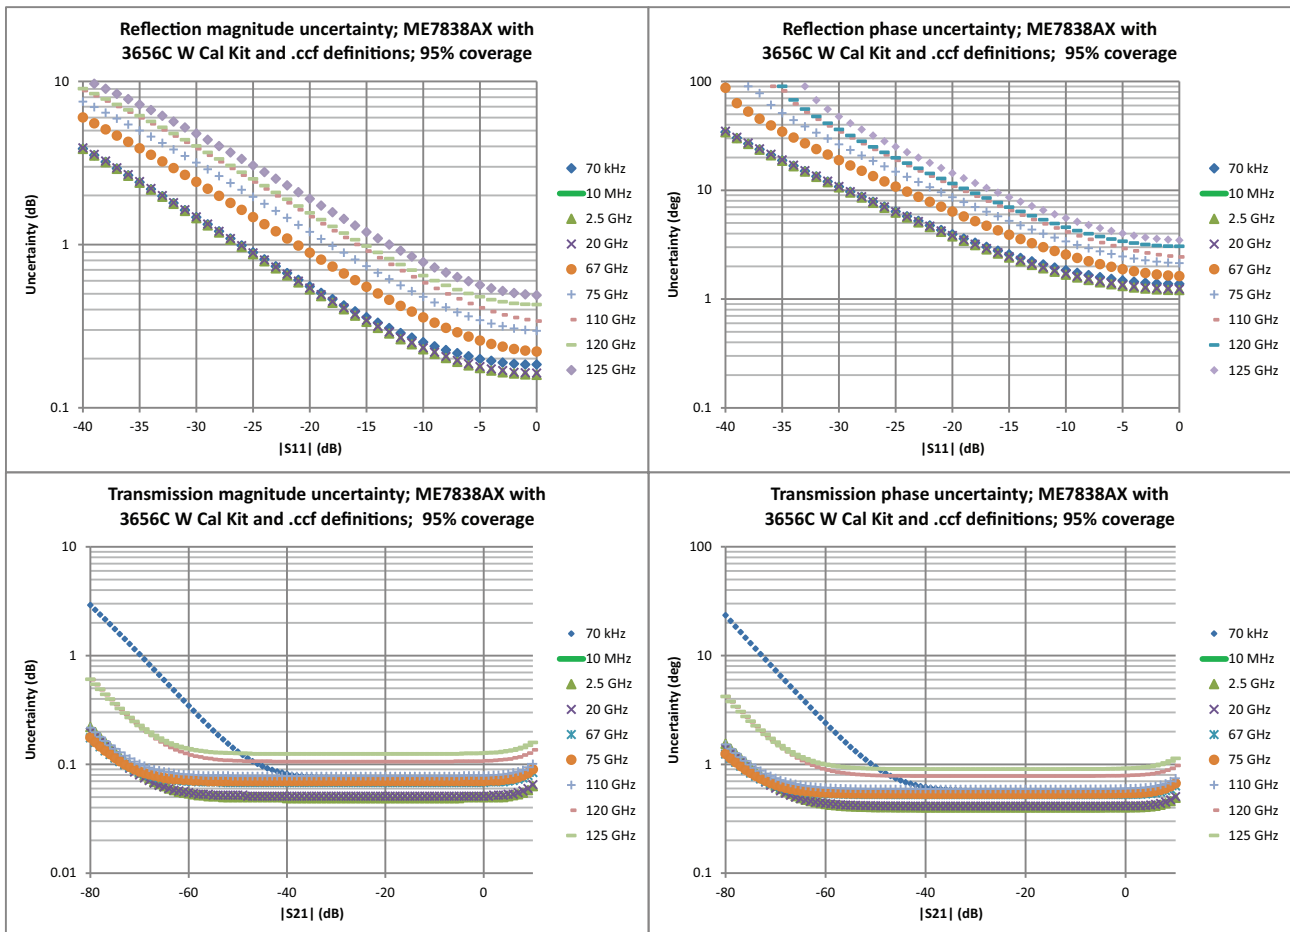 Reflection magnitude uncertainty; ME7838AX with
3656C W Cal Kit and .ccf definitions; 95% coverage
10
1
0.1
Uncertainty (dB)
-40 -35 -30 -25 -20 -15 -10 -5 0
|S11| (dB)
70 kHz
10 MHz
2.5 GHz
20 GHz
67 GHz
75 GHz
110 GHz
120 GHz
125 GHz
Reflection phase uncertainty; ME7838AX with
3656C W Cal Kit and .ccf definitions; 95% coverage
100
10
1
0.1
Uncertainty (deg)
-40 -35 -30 -25 -20 -15 -10 -5 0
|S11| (dB)
70 kHz
10 MHz
2.5 GHz
20 GHz
67 GHz
75 GHz
110 GHz
120 GHz
125 GHz
Transmission magnitude uncertainty; ME7838AX with
3656C W Cal Kit and .ccf definitions; 95% coverage
10
1
0.1
0.01
Uncertainty (dB)
-80 -60 -40 -20 0
|S21| (dB)
70 kHz
10 MHz
2.5 GHz
20 GHz
67 GHz
75 GHz
110 GHz
120 GHz
125 GHz
Transmission phase uncertainty; ME7838AX with
3656C W Cal Kit and .ccf definitions; 95% coverage
100
10
1
0.1
Uncertainty (deg)
-80 -60 -40 -20 0
|S21| (dB)
70 kHz
10 MHz
2.5 GHz
20 GHz
67 GHz
75 GHz
110 GHz
120 GHz
125 GHz